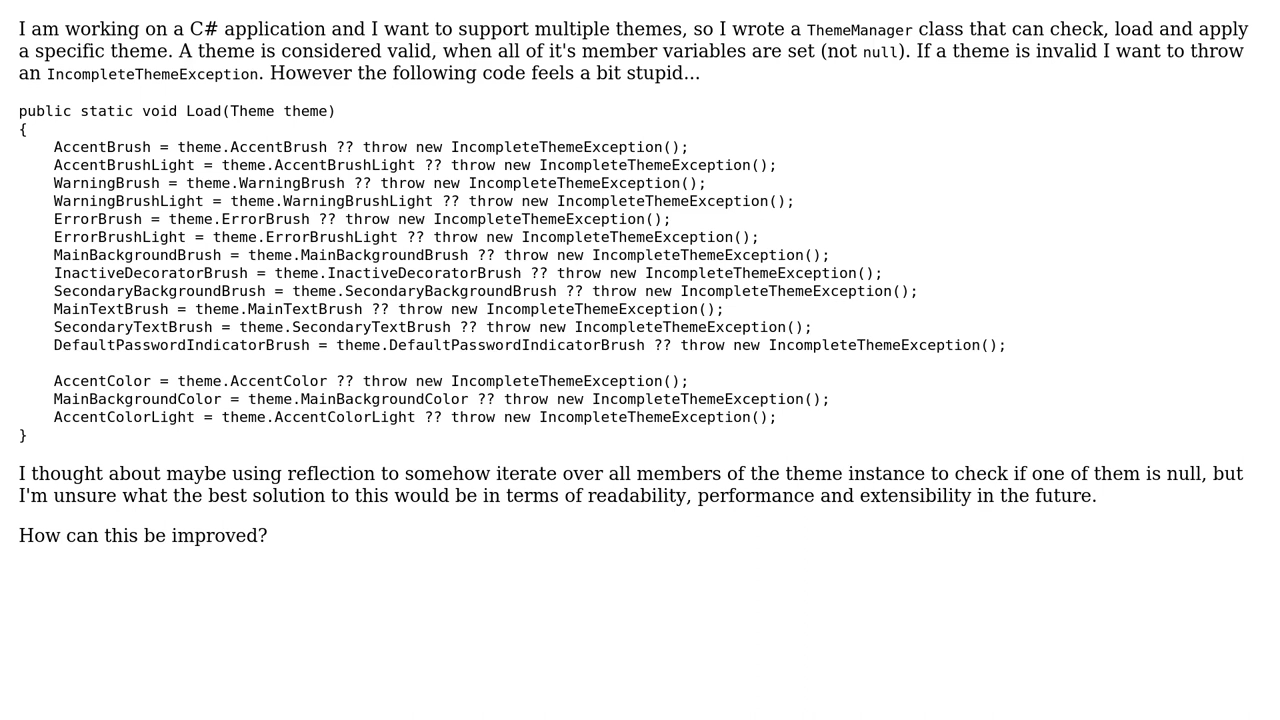 I am working on a C# application and I want to support multiple themes, so I wrote a ThemeManager class that can check, load and apply
a specific theme. A theme is considered valid, when all of it's member variables are set (not null). If a theme is invalid I want to throw
an IncompleteThemeException. However the following code feels a bit stupid...
public static void Load(Theme theme)
{
    AccentBrush = theme.AccentBrush ?? throw new IncompleteThemeException();
    AccentBrushLight = theme.AccentBrushLight ?? throw new IncompleteThemeException();
    WarningBrush = theme.WarningBrush ?? throw new IncompleteThemeException();
    WarningBrushLight = theme.WarningBrushLight ?? throw new IncompleteThemeException();
    ErrorBrush = theme.ErrorBrush ?? throw new IncompleteThemeException();
    ErrorBrushLight = theme.ErrorBrushLight ?? throw new IncompleteThemeException();
    MainBackgroundBrush = theme.MainBackgroundBrush ?? throw new IncompleteThemeException();
    InactiveDecoratorBrush = theme.InactiveDecoratorBrush ?? throw new IncompleteThemeException();
    SecondaryBackgroundBrush = theme.SecondaryBackgroundBrush ?? throw new IncompleteThemeException();
    MainTextBrush = theme.MainTextBrush ?? throw new IncompleteThemeException();
    SecondaryTextBrush = theme.SecondaryTextBrush ?? throw new IncompleteThemeException();
    DefaultPasswordIndicatorBrush = theme.DefaultPasswordIndicatorBrush ?? throw new IncompleteThemeException();
    AccentColor = theme.AccentColor ?? throw new IncompleteThemeException();
    MainBackgroundColor = theme.MainBackgroundColor ?? throw new IncompleteThemeException();
    AccentColorLight = theme.AccentColorLight ?? throw new IncompleteThemeException();
}
I thought about maybe using reflection to somehow iterate over all members of the theme instance to check if one of them is null, but
I'm unsure what the best solution to this would be in terms of readability, performance and extensibility in the future.
How can this be improved?